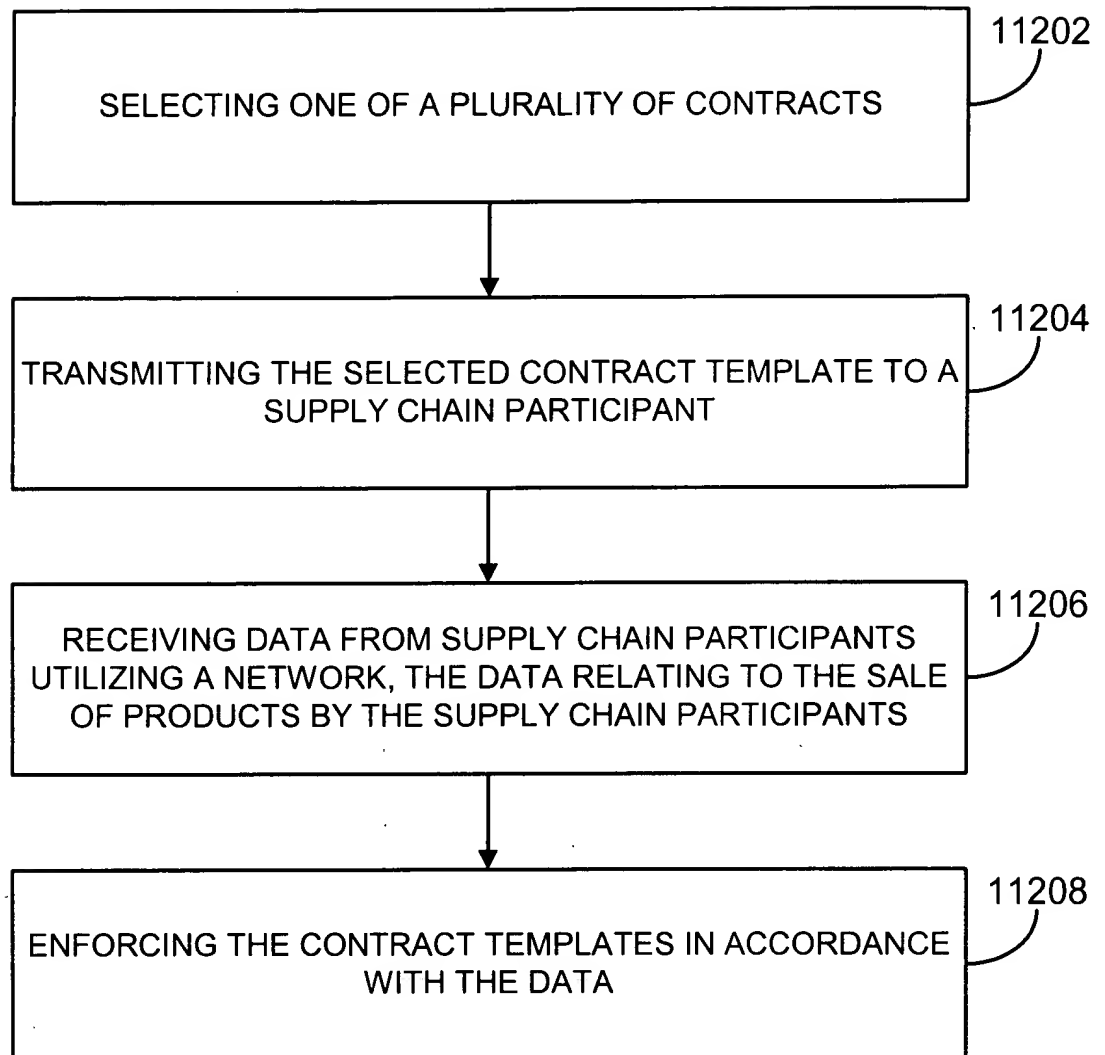 11202
SELECTING ONE OF A PLURALITY OF CONTRACTS
11204
TRANSMITTING THE SELECTED CONTRACT TEMPLATE TO A
SUPPLY CHAIN PARTICIPANT
11206
RECEIVING DATA FROM SUPPLY CHAIN PARTICIPANTS
UTILIZING A NETWORK, THE DATA RELATING TO THE SALE
OF PRODUCTS BY THE SUPPLY CHAIN PARTICIPANTS
11208
ENFORCING THE CONTRACT TEMPLATES IN ACCORDANCE
WITH THE DATA